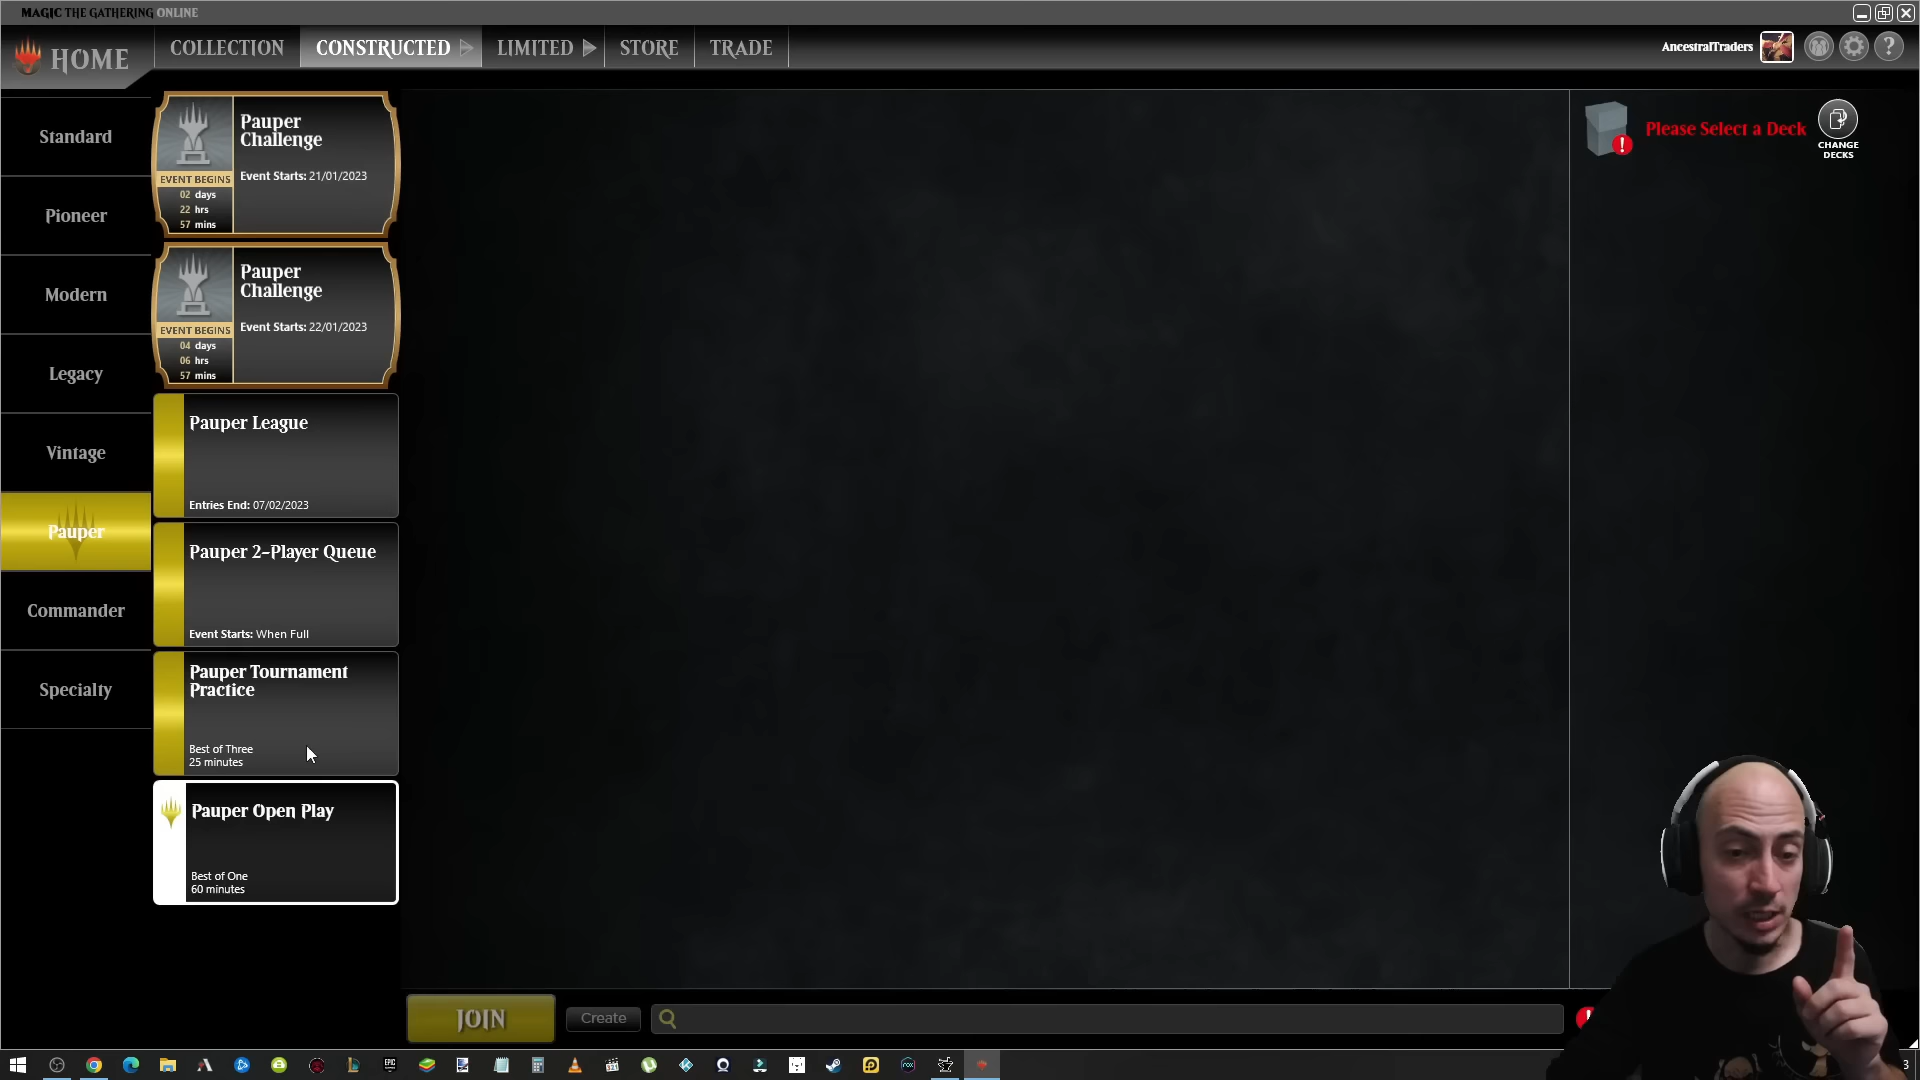 MAGIC THE GATHERING ONLINE
HOME
COLLECTION
CONSTRUCTED
LIMITED
STORE
TRADE
AncestralTraders
?
Standard
Pioneer
Modern
Legacy
Vintage
Pauper
Commander
Specialty
Pauper
Challenge
Event Starts: 21/01/2023
EVENT BEGINS
02 days
22 hrs
57 mins
Pauper
Challenge
Event Starts: 22/01/2023
EVENT BEGINS
04 days
06 hrs
57 mins
Pauper League
Entries End: 07/02/2023
Pauper 2-Player Queue
Event Starts: When Full
Pauper Tournament
Practice
Best of Three
25 minutes
Pauper Open Play
Best of One
60 minutes
Please Select a Deck
!
CHANGE
DECKS
JOIN
Create
EPIC
3